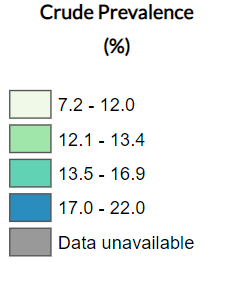 Crude Prevalence
(%)
7.2 - 12.0
12.1 - 13.4
13.5 - 16.9
17.0 - 22.0
Data unavailable